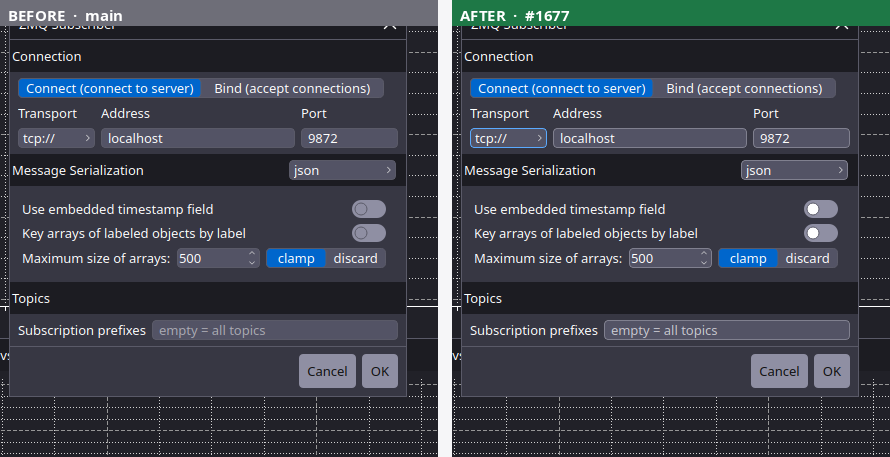 BEFORE · main
ZMQ Subscriber
Connection
Connect (connect to server) Bind (accept connections)
Transport Address Port
tcp:// localhost 9872
Message Serialization json
Use embedded timestamp field
Key arrays of labeled objects by label
Maximum size of arrays: 500 clamp discard
Topics
Subscription prefixes empty = all topics
Cancel OK
AFTER · #1677
ZMQ Subscriber
Connection
Connect (connect to server) Bind (accept connections)
Transport Address Port
tcp:// localhost 9872
Message Serialization json
Use embedded timestamp field
Key arrays of labeled objects by label
Maximum size of arrays: 500 clamp discard
Topics
Subscription prefixes empty = all topics
Cancel OK